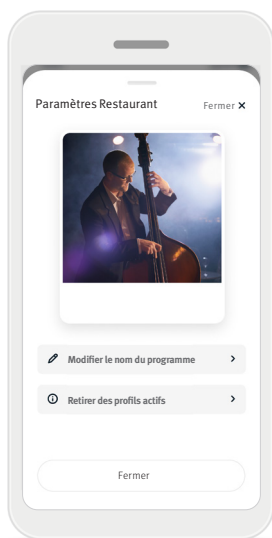 Paramètres Restaurant
Fermer ×
Modifier le nom du programme
Retirer des profils actifs
Fermer